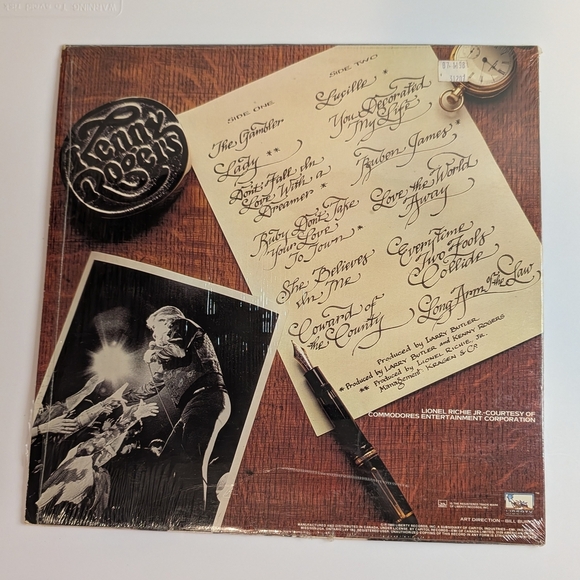 Kenny
Rogers
SIDE ONE
The Gambler
Lady **
Don't Fall In
Love With a
Dreamer *
Ruby Don't Take
Your Love
To Town *
She Believes
In Me
Coward of
the County
SIDE TWO
Lucille *
You Decorated
My Life
Reuben James *
Love the World
Away
Everytime
Two Fools
Collide
Long Arm of the Law
Produced by Larry Butler
* Produced by Larry Butler and Kenny Rogers
** Produced by Lionel Richie Jr.
Management: Kragen & Co.
LIONEL RICHIE JR.-COURTESY OF
COMMODORES ENTERTAINMENT CORPORATION
LIBERTY